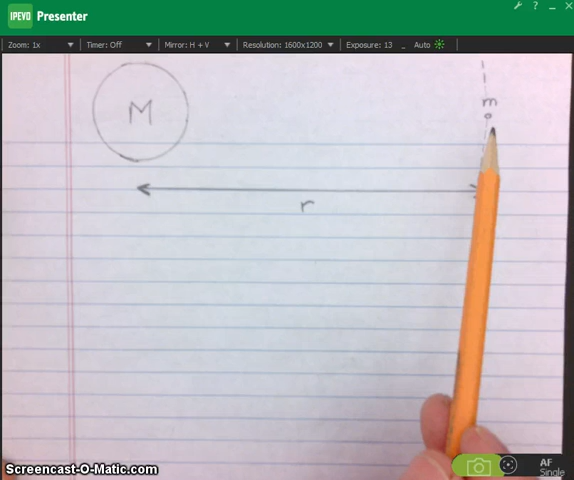 IPEVO Presenter
Zoom: 1x Timer: Off Mirror: H + V Resolution: 1600x1200 Exposure: 13 Auto
M
m
r
AF
Single
Screencast-O-Matic.com